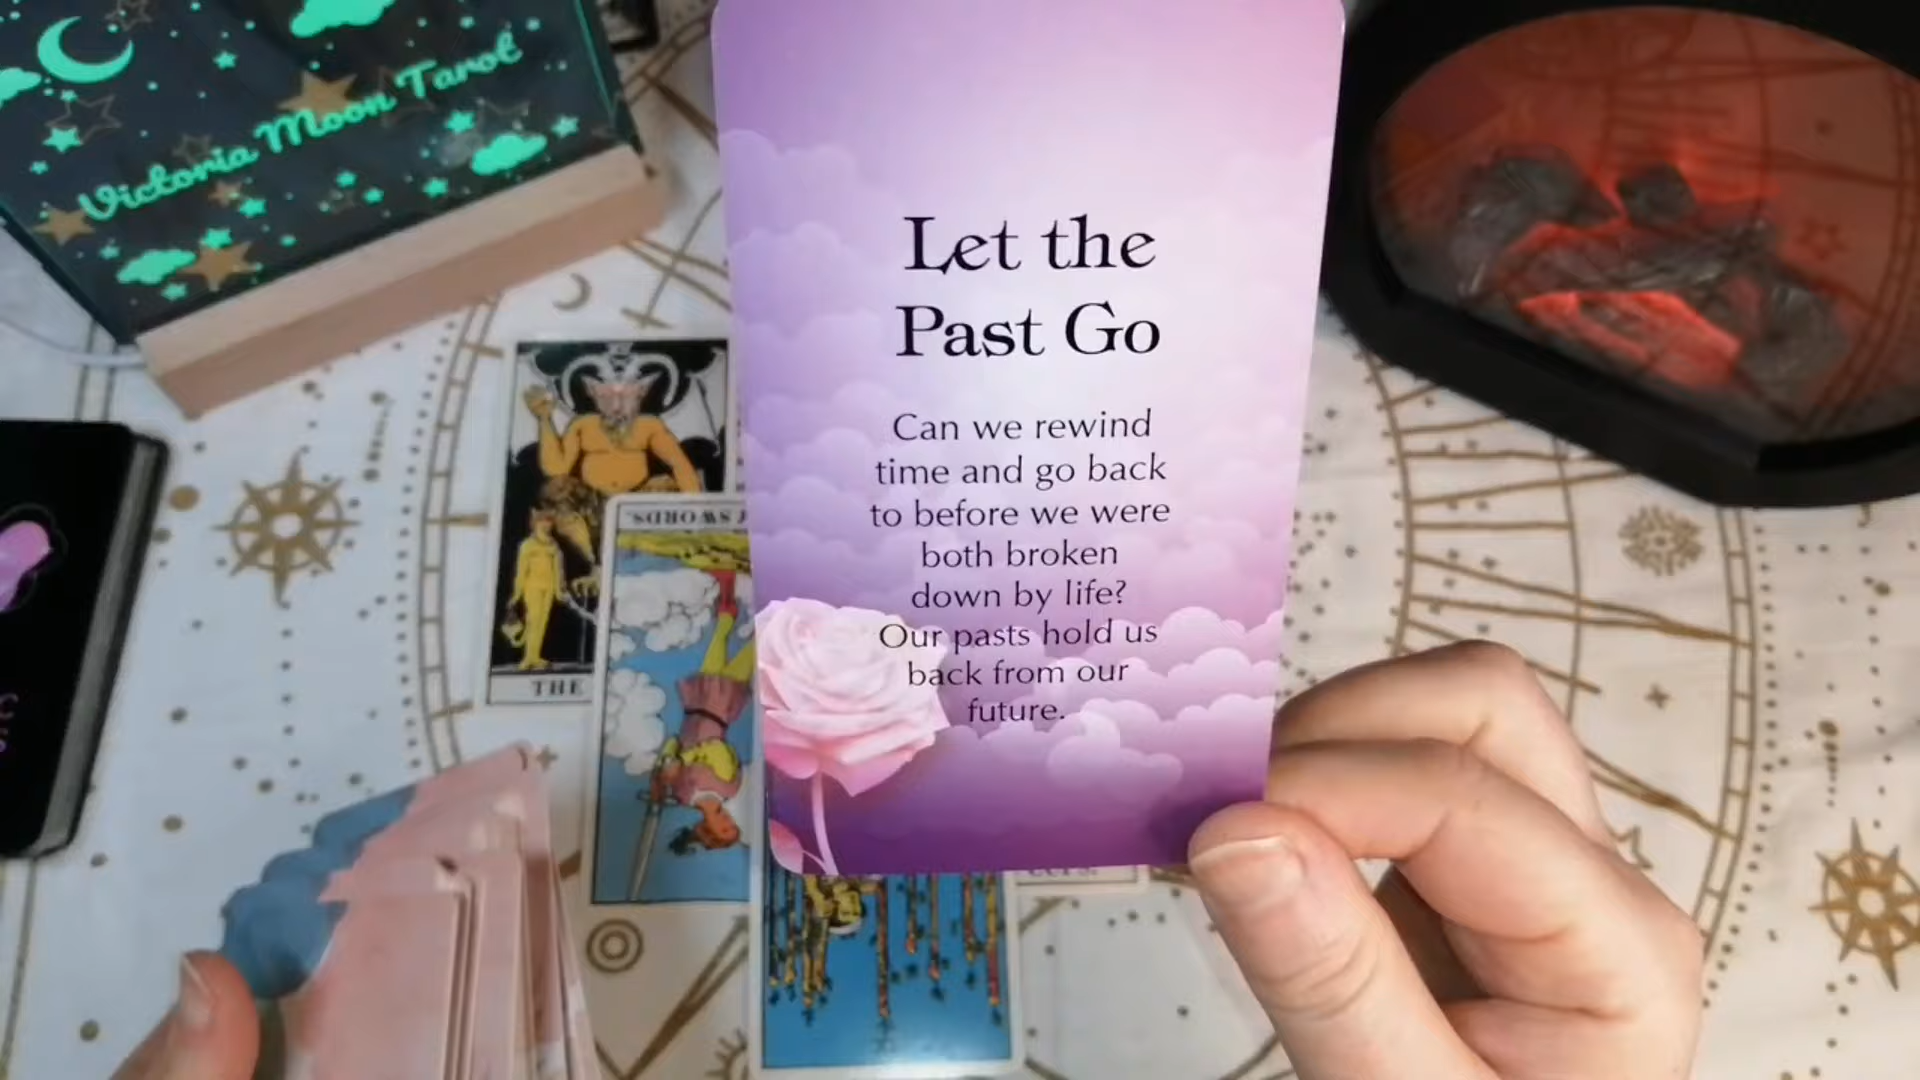 Victoria Moon Tarot
Let the
Past Go
Can we rewind
time and go back
to before we were
both broken
down by life?
Our pasts hold us
back from our
future.
THE
SWORDS.